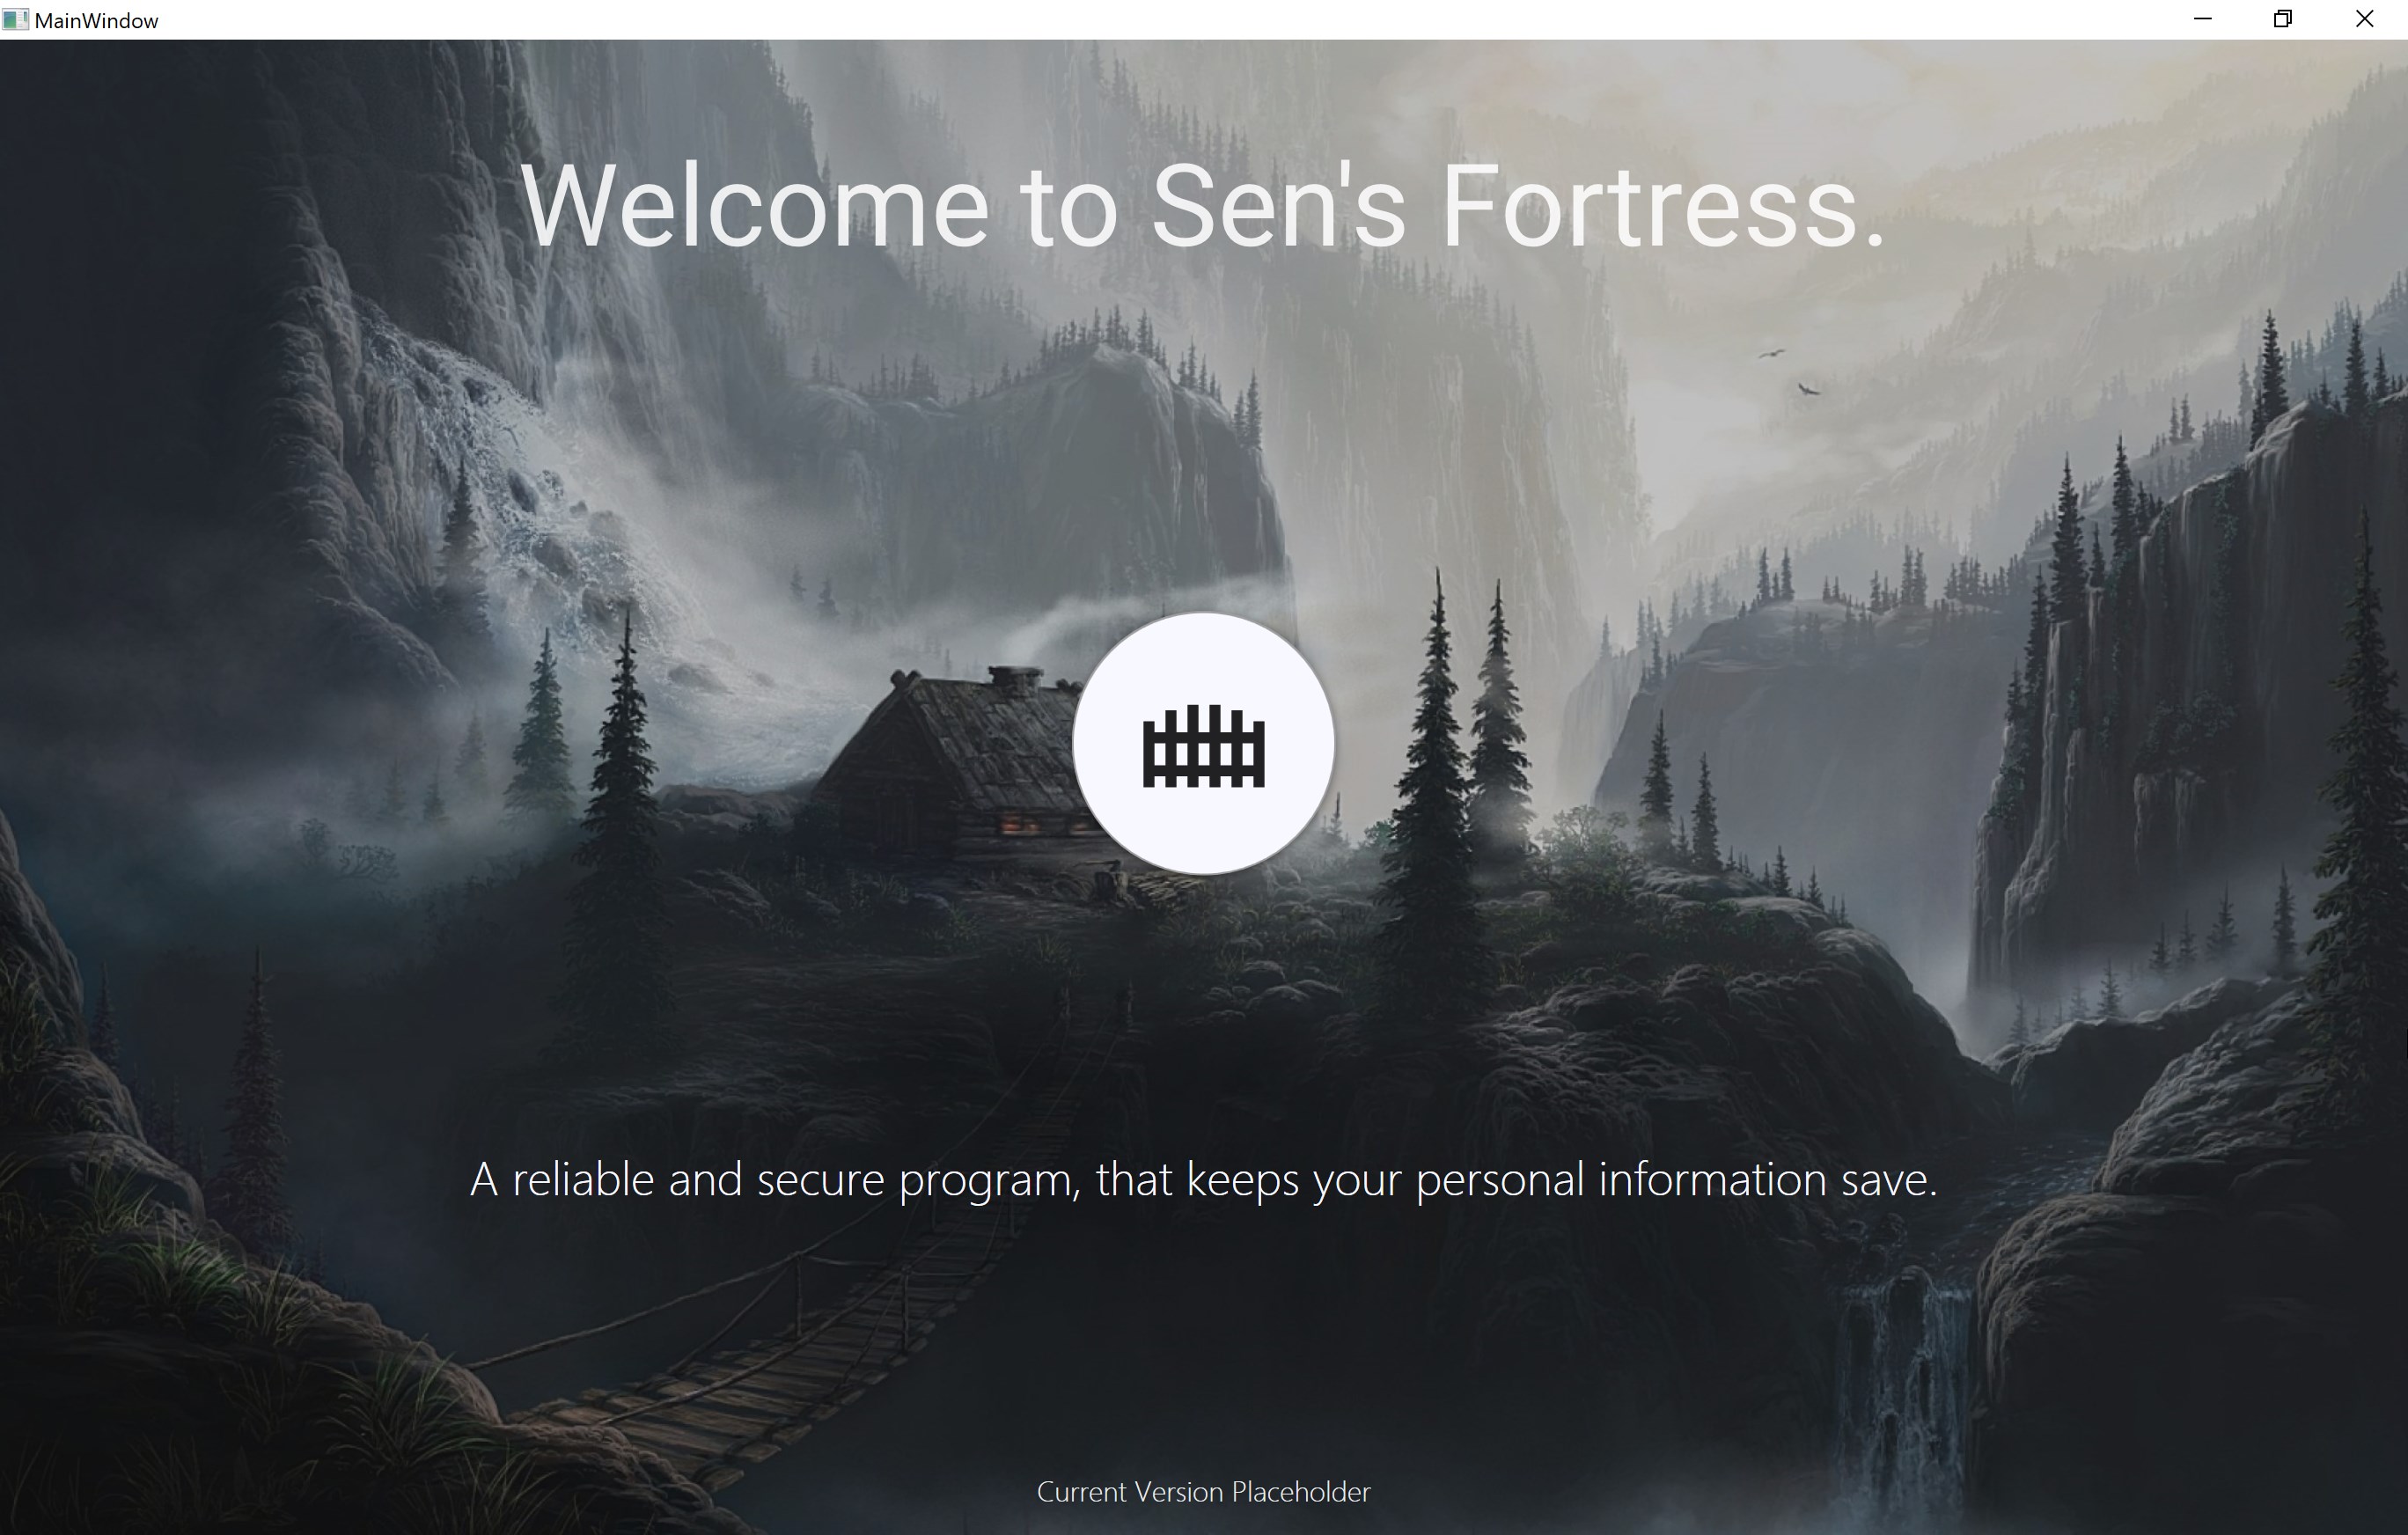 MainWindow
Welcome to Sen's Fortress.
A reliable and secure program, that keeps your personal information save.
Current Version Placeholder